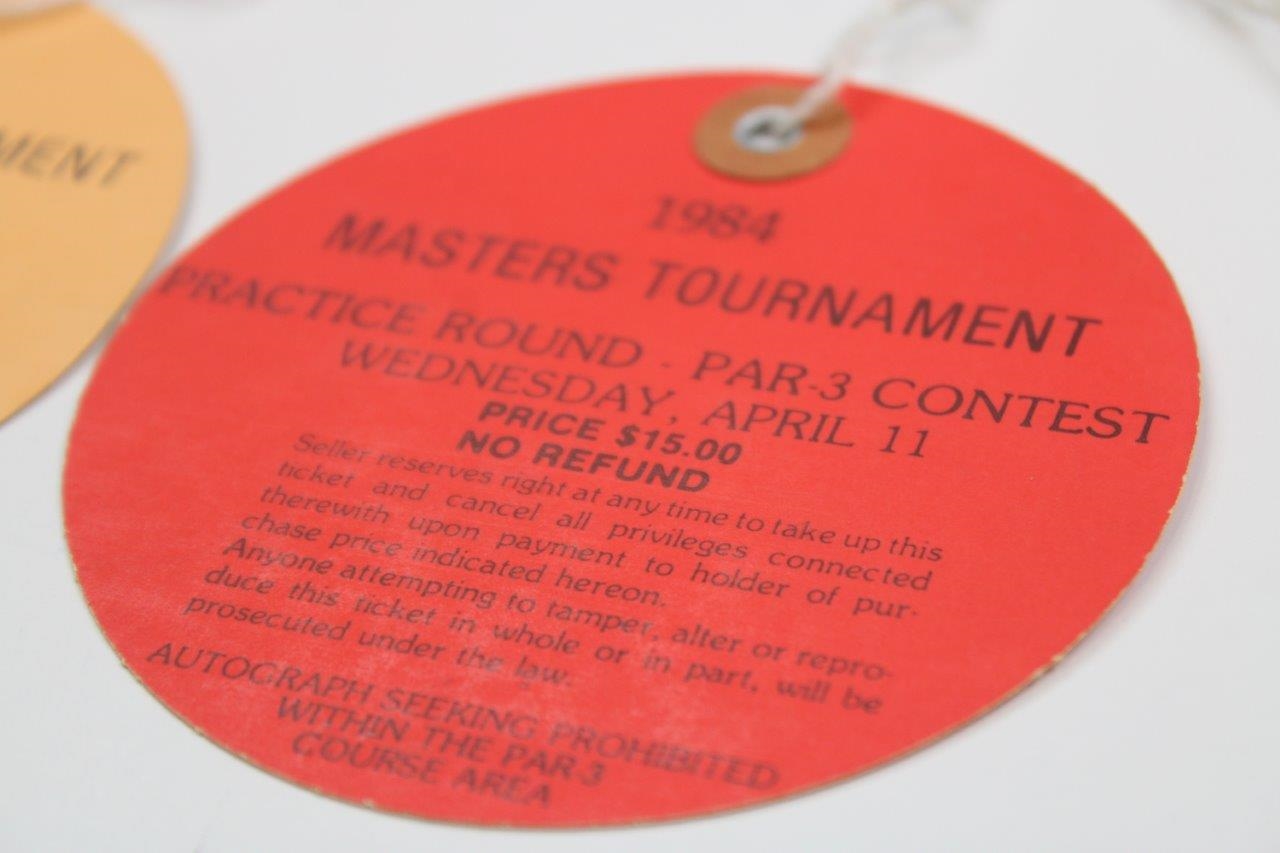 MENT
1984
MASTERS TOURNAMENT
PRACTICE ROUND - PAR-3 CONTEST
WEDNESDAY, APRIL 11
PRICE $15.00
NO REFUND
Seller reserves right at any time to take up this
ticket and cancel all privileges connected
therewith upon payment to holder of pur-
chase price indicated hereon.
Anyone attempting to tamper, alter or repro-
duce this ticket in whole or in part, will be
prosecuted under the law.
AUTOGRAPH SEEKING PROHIBITED
WITHIN THE PAR-3
COURSE AREA